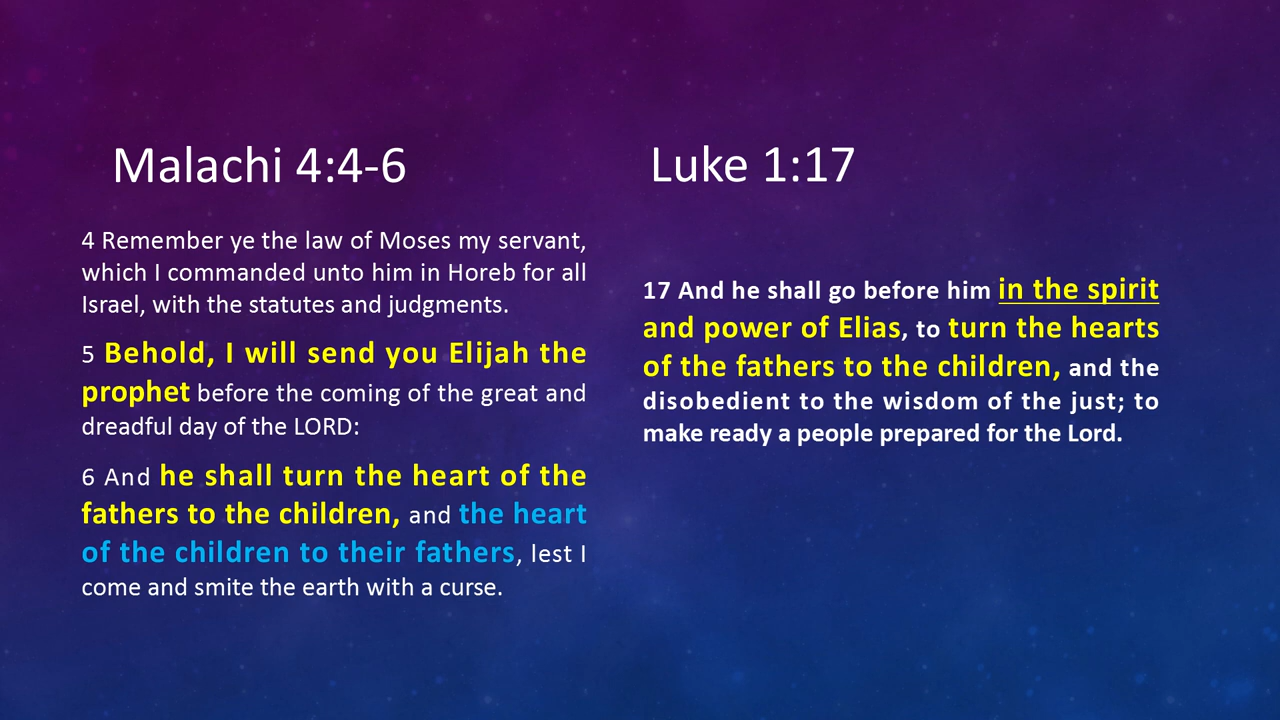 Malachi 4:4-6
4 Remember ye the law of Moses my servant,
which I commanded unto him in Horeb for all
Israel, with the statutes and judgments.
5 Behold, I will send you Elijah the
prophet before the coming of the great and
dreadful day of the LORD:
6 And he shall turn the heart of the
fathers to the children, and the heart
of the children to their fathers, lest I
come and smite the earth with a curse.
Luke 1:17
17 And he shall go before him in the spirit
and power of Elias, to turn the hearts
of the fathers to the children, and the
disobedient to the wisdom of the just; to
make ready a people prepared for the Lord.